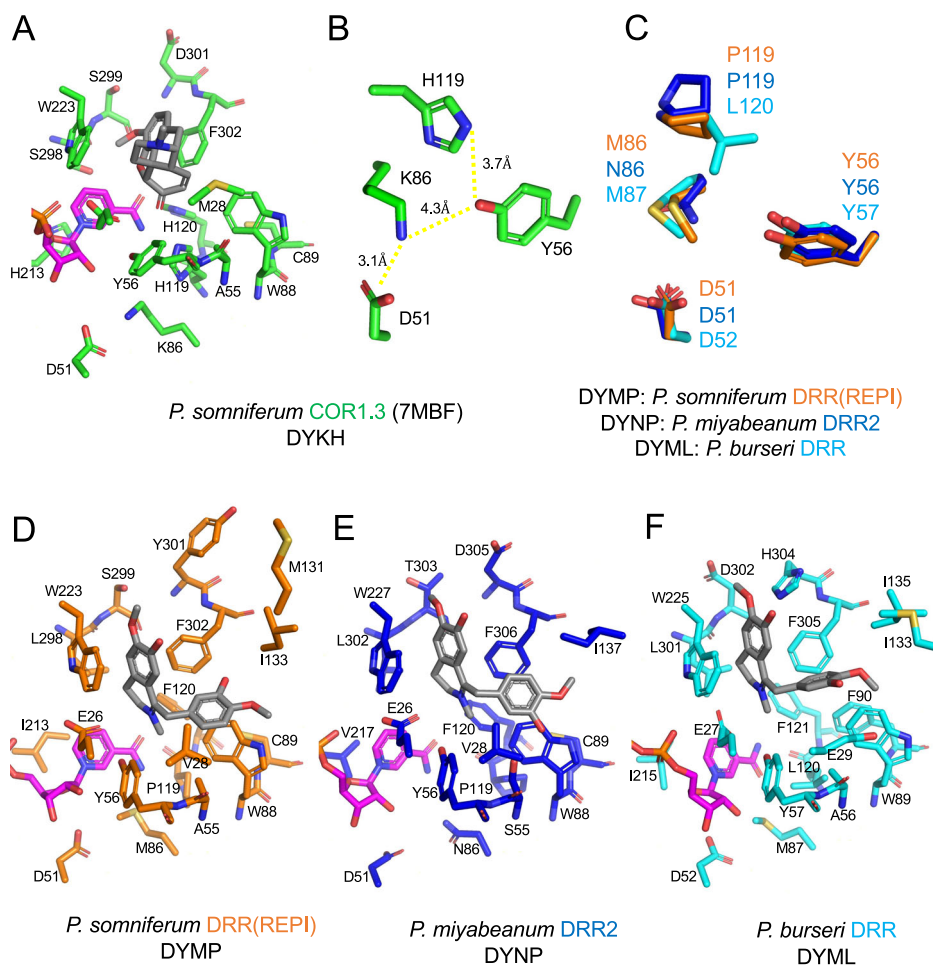 A
D301
S299
W223
F302
S298
M28
H120
C89
H213
Y56
H119
A55
W88
K86
D51
B
H119
3.7Å
K86
4.3Å
Y56
3.1Å
D51
C
P119
P119
L120
M86
N86
M87
Y56
Y56
Y57
D51
D51
D52
P. somniferum COR1.3 (7MBF)
DYKH
DYMP: P. somniferum DRR(REPI)
DYNP: P. miyabeanum DRR2
DYML: P. burseri DRR
D
Y301
S299
M131
W223
F302
L298
I133
F120
E26
I213
C89
V28
Y56
P119
W88
A55
M86
D51
P. somniferum DRR(REPI)
DYMP
E
D305
T303
W227
F306
L302
I137
E26
F120
V217
C89
V28
Y56
P119
W88
S55
N86
D51
P. miyabeanum DRR2
DYNP
F
H304
D302
I135
W225
F305
I133
L301
F90
E27
F121
E29
I215
L120
W89
Y57
A56
M87
D52
P. burseri DRR
DYML